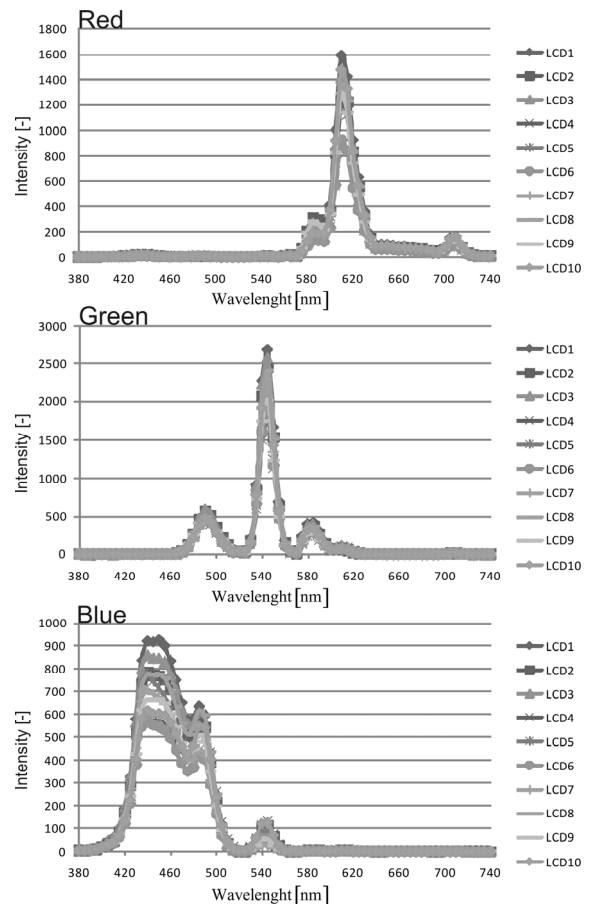 Red
1800
1600
1400
1200
1000
800
600
400
200
0
Intensity [-]
380 420 460 500 540 580 620 660 700 740
Wavelenght [nm]
LCD1
LCD2
LCD3
LCD4
LCD5
LCD6
LCD7
LCD8
LCD9
LCD10
Green
3000
2500
2000
1500
1000
500
0
Intensity [-]
380 420 460 500 540 580 620 660 700 740
Wavelenght [nm]
LCD1
LCD2
LCD3
LCD4
LCD5
LCD6
LCD7
LCD8
LCD9
LCD10
Blue
1000
900
800
700
600
500
400
300
200
100
0
Intensity [-]
380 420 460 500 540 580 620 660 700 740
Wavelenght [nm]
LCD1
LCD2
LCD3
LCD4
LCD5
LCD6
LCD7
LCD8
LCD9
LCD10